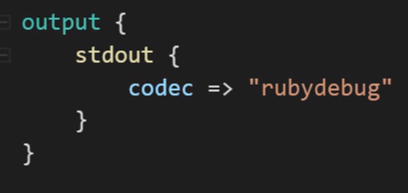 output {
    stdout {
        codec => "rubydebug"
    }
}